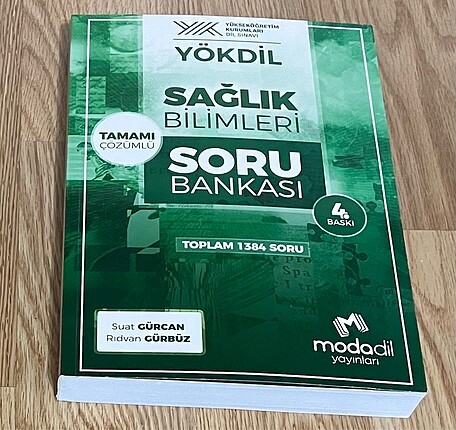 YÜKSEKÖĞRETİM
KURUMLARI
DİL SINAVI
YÖKDİL
SAĞLIK
BİLİMLERİ
TAMAMI
ÇÖZÜMLÜ
SORU
BANKASI
4.
BASKI
TOPLAM 1384 SORU
Suat GÜRCAN
Rıdvan GÜRBÜZ
modadil
yayınları